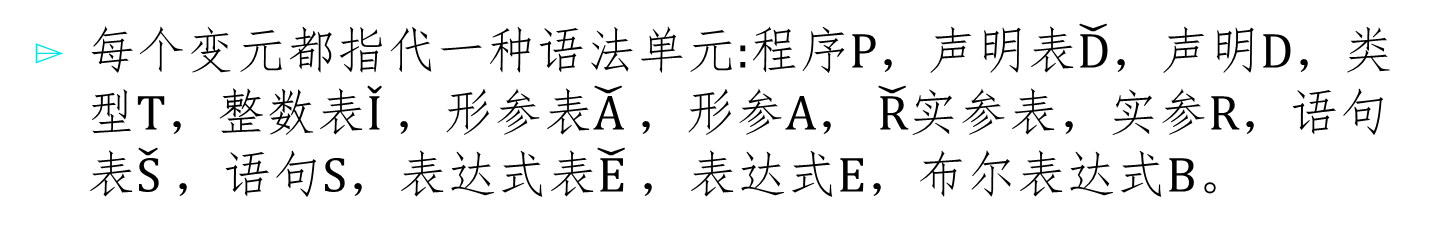 每个变元都指代一种语法单元:程序P，声明表Ď，声明D，类
型T，整数表Ǐ ，形参表Ǎ ，形参A， Ř实参表，实参R，语句
表Š ，语句S，表达式表Ě ，表达式E，布尔表达式B。